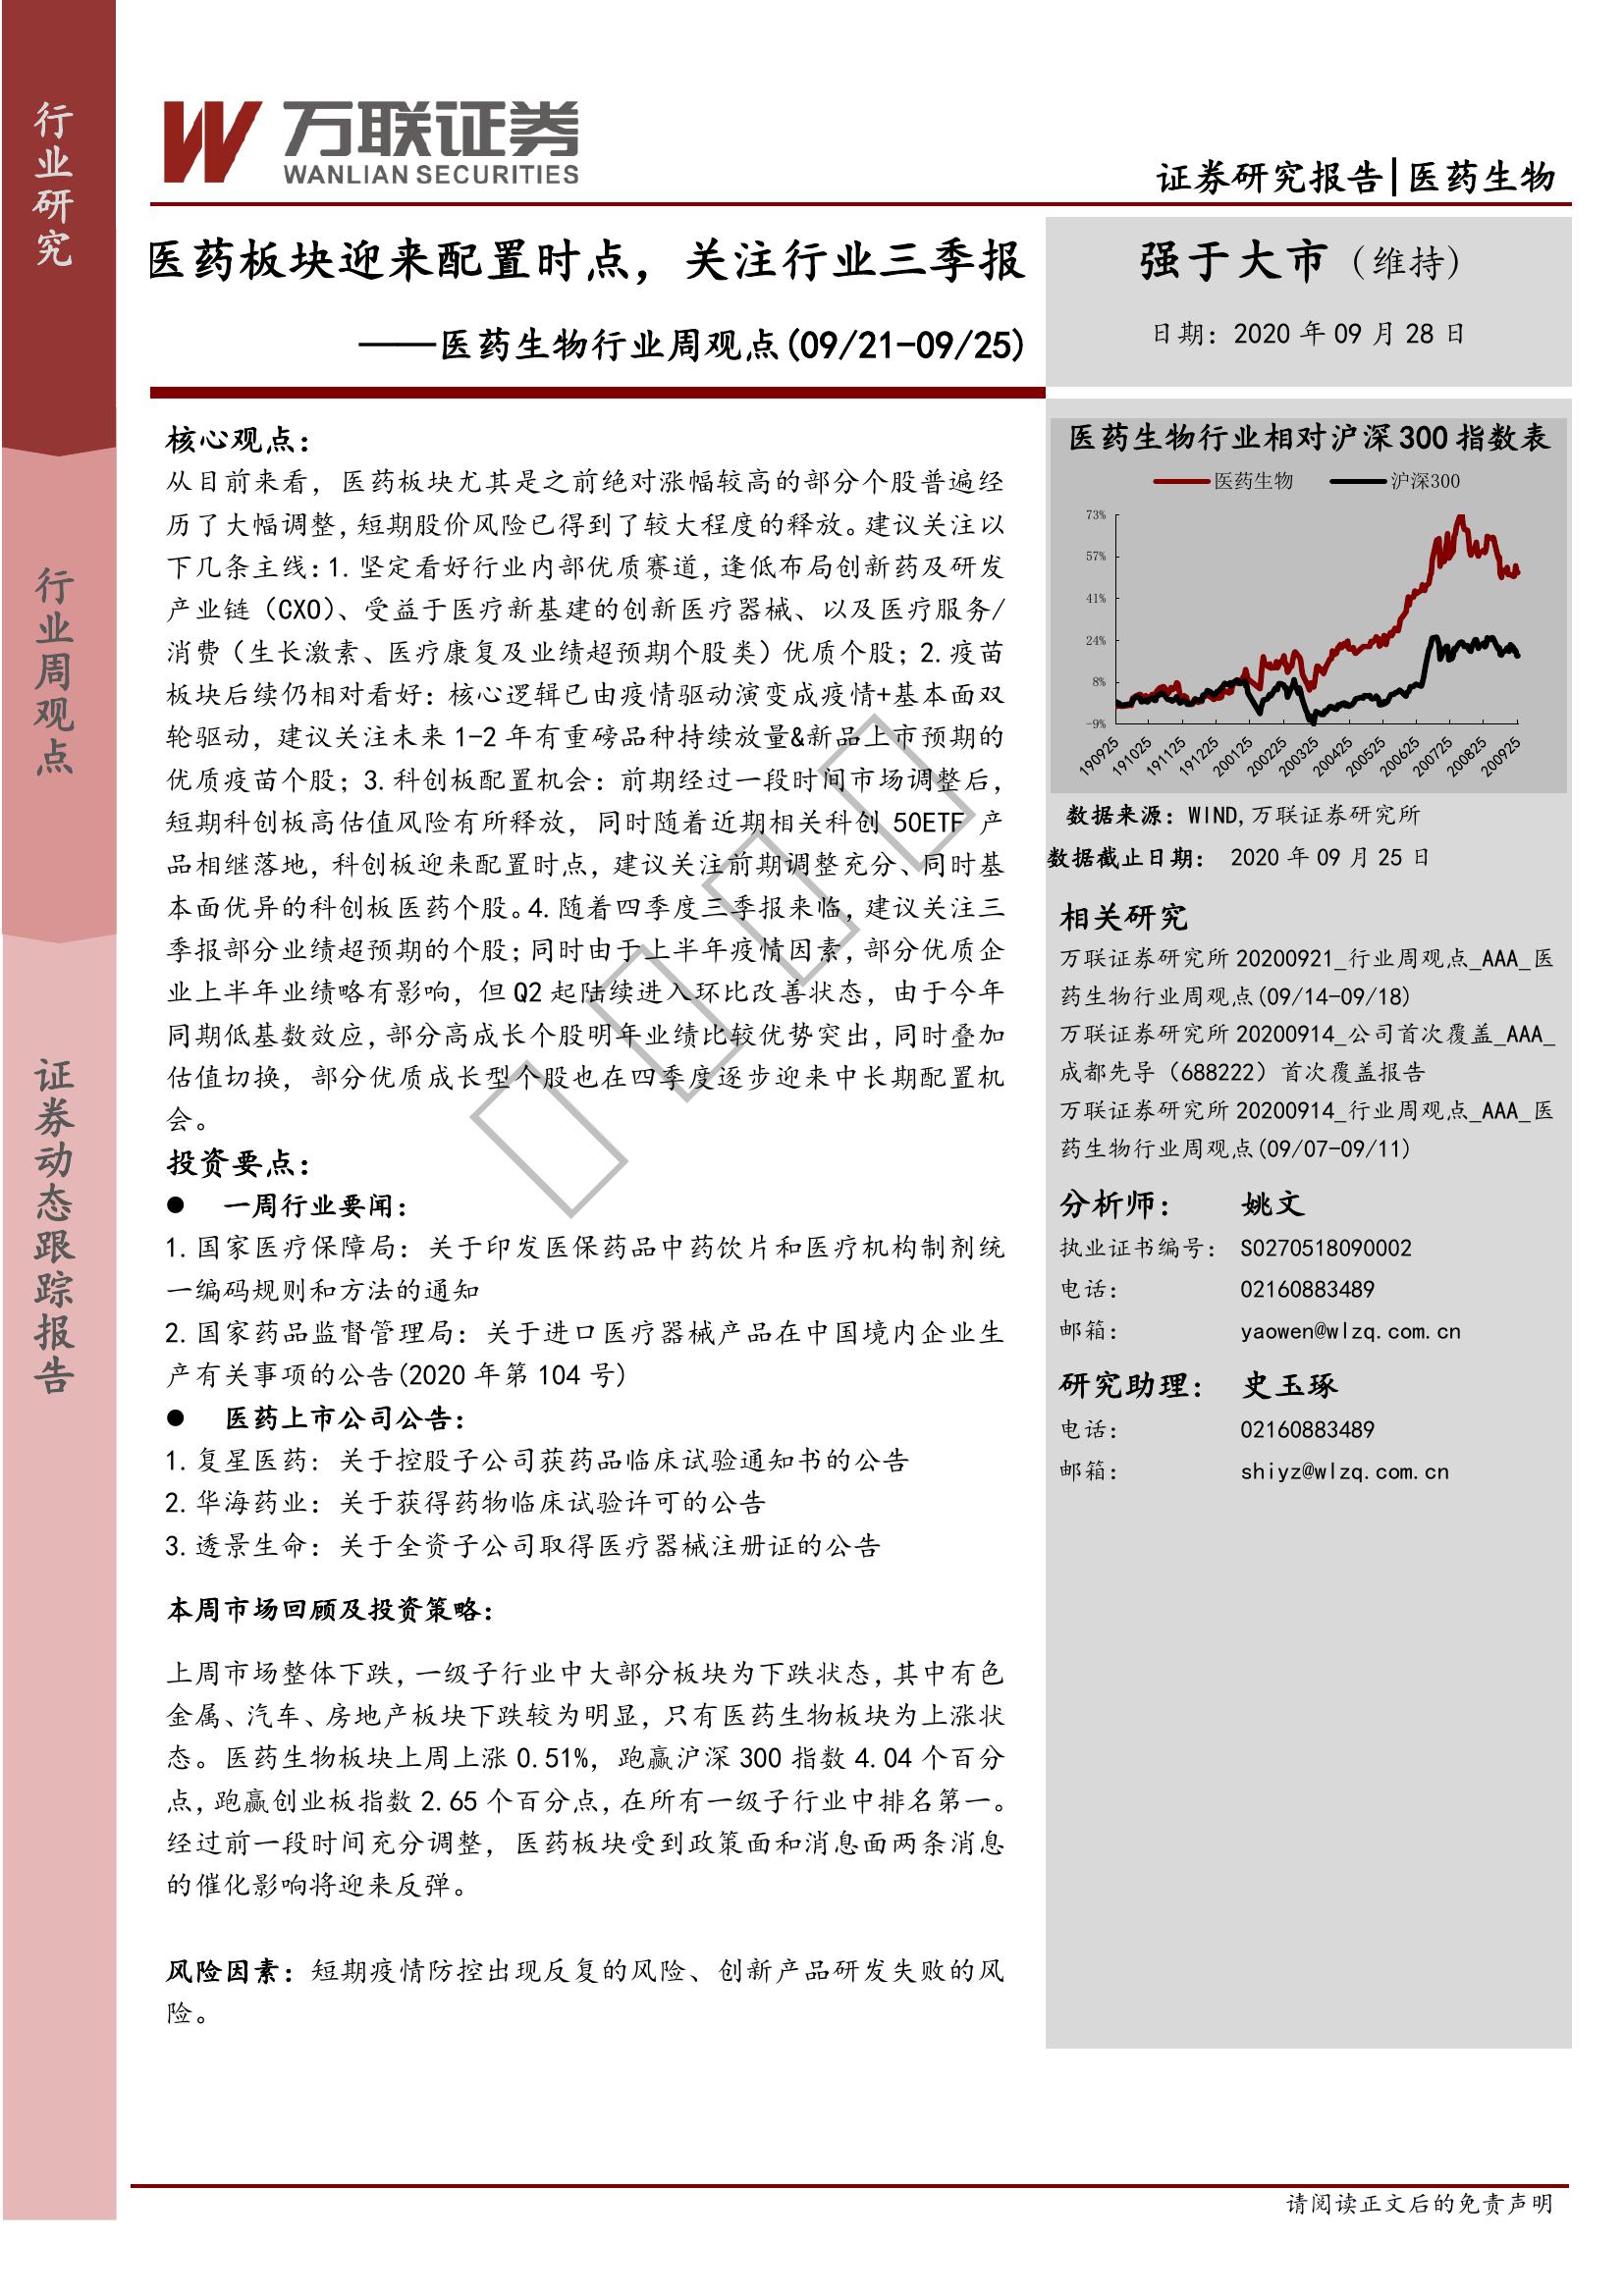 行业研究
行业周观点
证券动态跟踪报告
万联证券
WANLIAN SECURITIES
证券研究报告|医药生物
医药板块迎来配置时点，关注行业三季报
——医药生物行业周观点(09/21-09/25)
强于大市（维持）
日期：2020 年 09 月 28 日
核心观点：
从目前来看，医药板块尤其是之前绝对涨幅较高的部分个股普遍经
历了大幅调整，短期股价风险已得到了较大程度的释放。建议关注以
下几条主线：1.坚定看好行业内部优质赛道，逢低布局创新药及研发
产业链（CXO）、受益于医疗新基建的创新医疗器械、以及医疗服务/
消费（生长激素、医疗康复及业绩超预期个股类）优质个股；2.疫苗
板块后续仍相对看好：核心逻辑已由疫情驱动演变成疫情+基本面双
轮驱动，建议关注未来 1-2 年有重磅品种持续放量&新品上市预期的
优质疫苗个股；3.科创板配置机会：前期经过一段时间市场调整后，
短期科创板高估值风险有所释放，同时随着近期相关科创 50ETF 产
品相继落地，科创板迎来配置时点，建议关注前期调整充分、同时基
本面优异的科创板医药个股。4.随着四季度三季报来临，建议关注三
季报部分业绩超预期的个股；同时由于上半年疫情因素，部分优质企
业上半年业绩略有影响，但 Q2 起陆续进入环比改善状态，由于今年
同期低基数效应，部分高成长个股明年业绩比较优势突出，同时叠加
估值切换，部分优质成长型个股也在四季度逐步迎来中长期配置机
会。
投资要点：
● 一周行业要闻：
1.国家医疗保障局：关于印发医保药品中药饮片和医疗机构制剂统
一编码规则和方法的通知
2.国家药品监督管理局：关于进口医疗器械产品在中国境内企业生
产有关事项的公告(2020 年第 104 号)
● 医药上市公司公告：
1.复星医药：关于控股子公司获药品临床试验通知书的公告
2.华海药业：关于获得药物临床试验许可的公告
3.透景生命：关于全资子公司取得医疗器械注册证的公告
本周市场回顾及投资策略：
上周市场整体下跌，一级子行业中大部分板块为下跌状态，其中有色
金属、汽车、房地产板块下跌较为明显，只有医药生物板块为上涨状
态。医药生物板块上周上涨 0.51%，跑赢沪深 300 指数 4.04 个百分
点，跑赢创业板指数 2.65 个百分点，在所有一级子行业中排名第一。
经过前一段时间充分调整，医药板块受到政策面和消息面两条消息
的催化影响将迎来反弹。
风险因素：短期疫情防控出现反复的风险、创新产品研发失败的风
险。
医药生物行业相对沪深 300 指数表
医药生物 沪深300
73%
57%
41%
24%
8%
-9%
190925 191025 191125 191225 200125 200225 200325 200425 200525 200625 200725 200825 200925
数据来源：WIND,万联证券研究所
数据截止日期： 2020 年 09 月 25 日
相关研究
万联证券研究所 20200921_行业周观点_AAA_医
药生物行业周观点(09/14-09/18)
万联证券研究所 20200914_公司首次覆盖_AAA_
成都先导（688222）首次覆盖报告
万联证券研究所 20200914_行业周观点_AAA_医
药生物行业周观点(09/07-09/11)
分析师： 姚文
执业证书编号： S0270518090002
电话： 02160883489
邮箱： yaowen@wlzq.com.cn
研究助理： 史玉琢
电话： 02160883489
邮箱： shiyz@wlzq.com.cn
请阅读正文后的免责声明